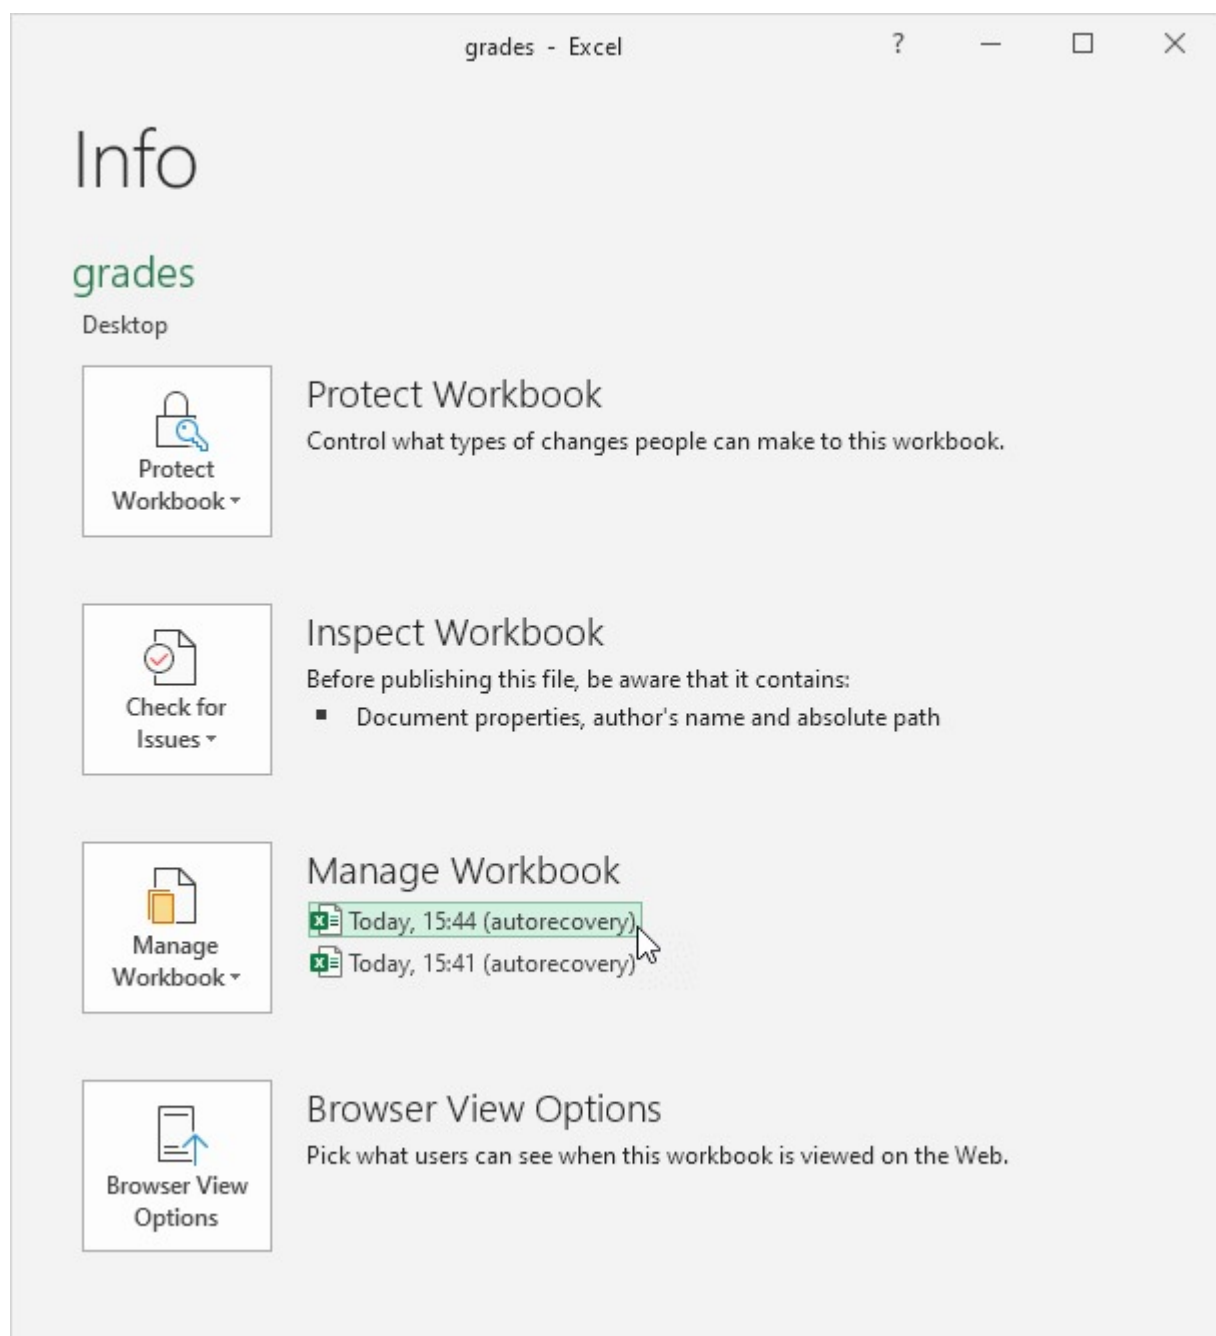 grades - Excel
?
Info
grades
Desktop
Protect
Workbook
Protect Workbook
Control what types of changes people can make to this workbook.
Check for
Issues
Inspect Workbook
Before publishing this file, be aware that it contains:
▪ Document properties, author's name and absolute path
Manage
Workbook
Manage Workbook
Today, 15:44 (autorecovery)
Today, 15:41 (autorecovery)
Browser View
Options
Browser View Options
Pick what users can see when this workbook is viewed on the Web.